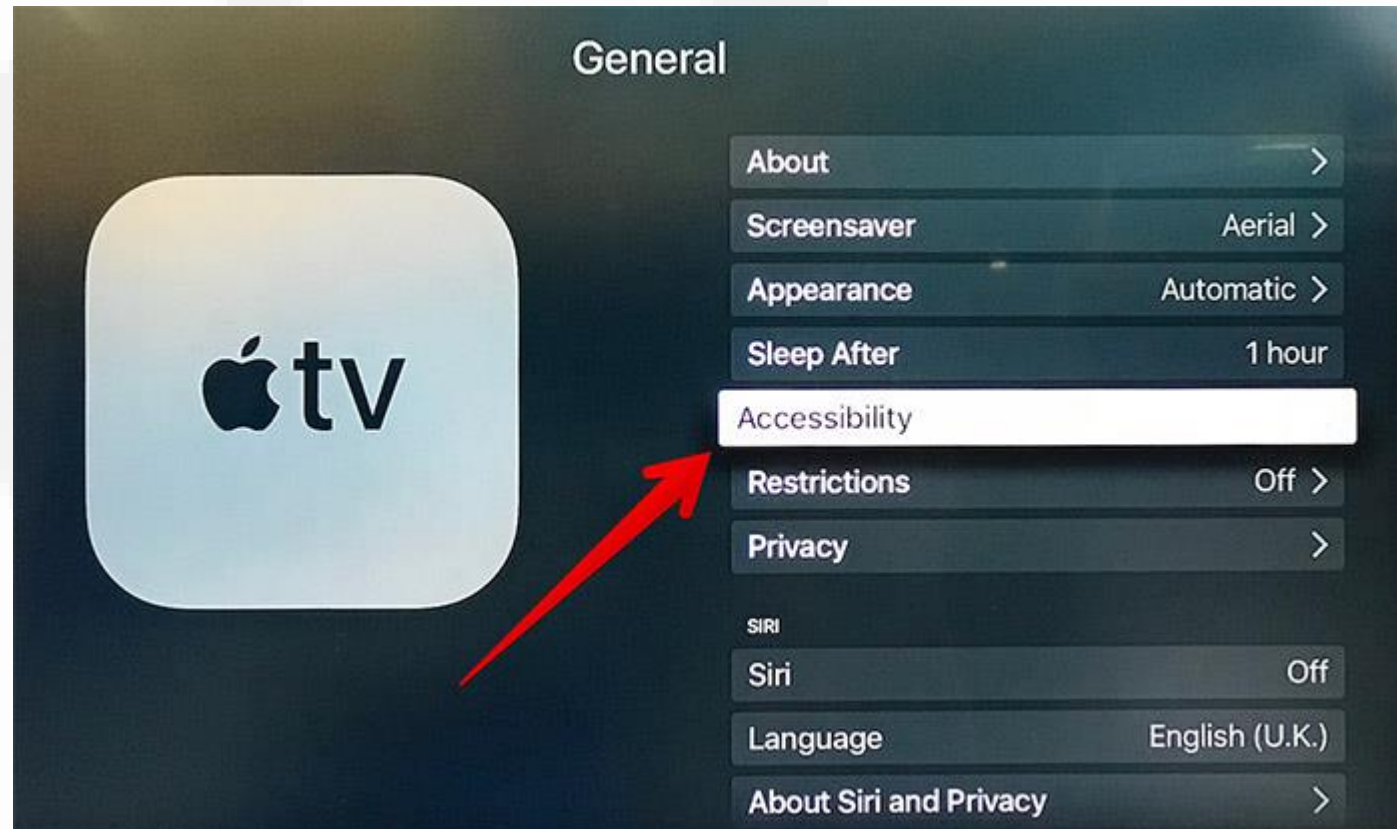 General
tv
About
Screensaver Aerial
Appearance Automatic
Sleep After 1 hour
Accessibility
Restrictions Off
Privacy
SIRI
Siri Off
Language English (U.K.)
About Siri and Privacy